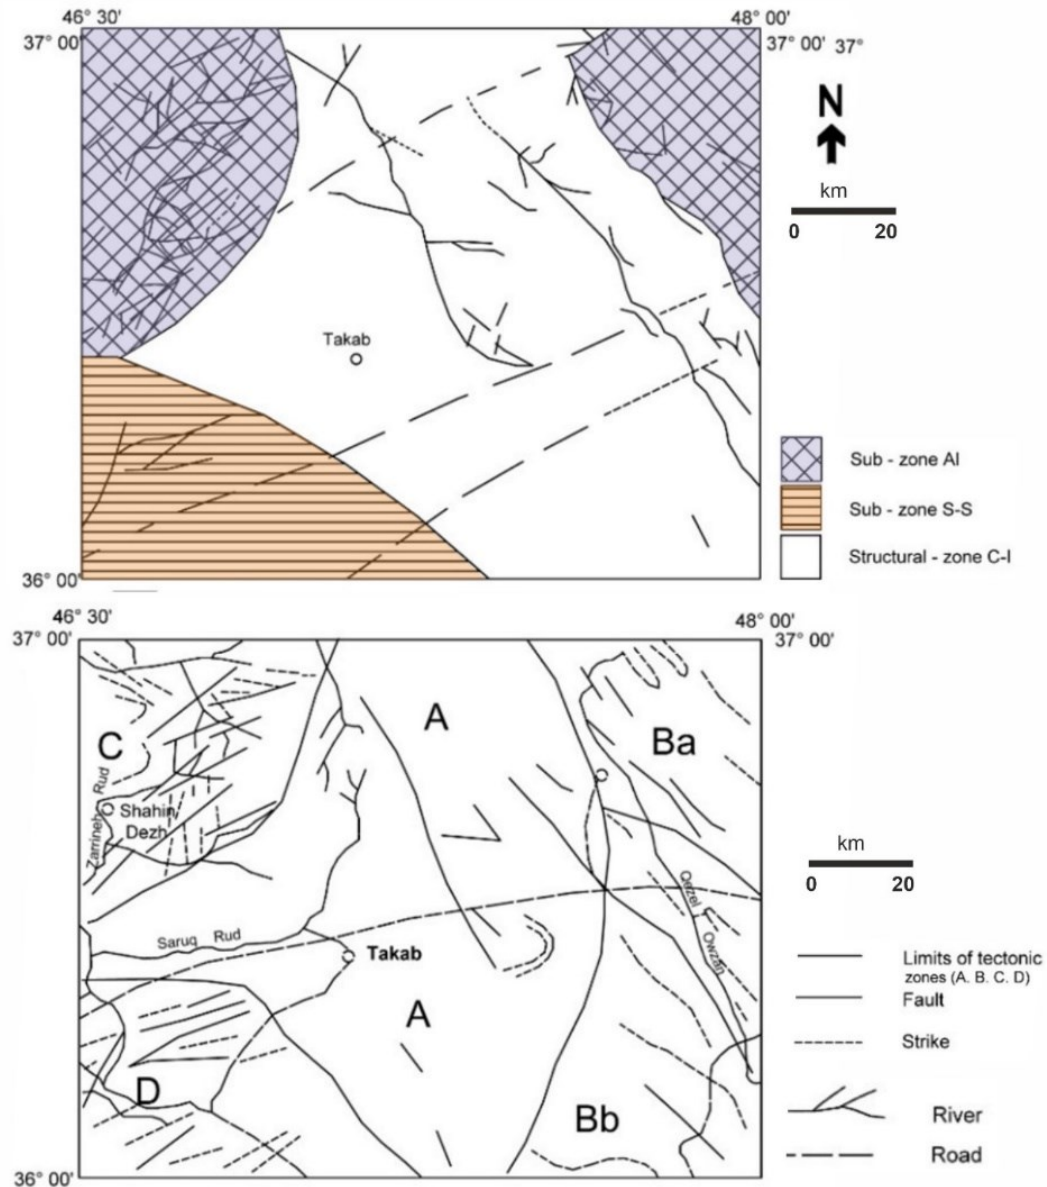 46° 30'
48° 00'
37° 00'
37° 00' 37°
N
km
0 20
Takab
Sub - zone Al
Sub - zone S-S
Structural - zone C-I
36° 00'
46° 30'
48° 00'
37° 00'
37° 00'
A
Ba
C
Zarrineh Rud
Shahin
Dezh
km
0 20
Qezel Owzan
Saruq Rud
Takab
Limits of tectonic
zones (A. B. C. D)
A
Fault
Strike
D
Bb
River
Road
36° 00'